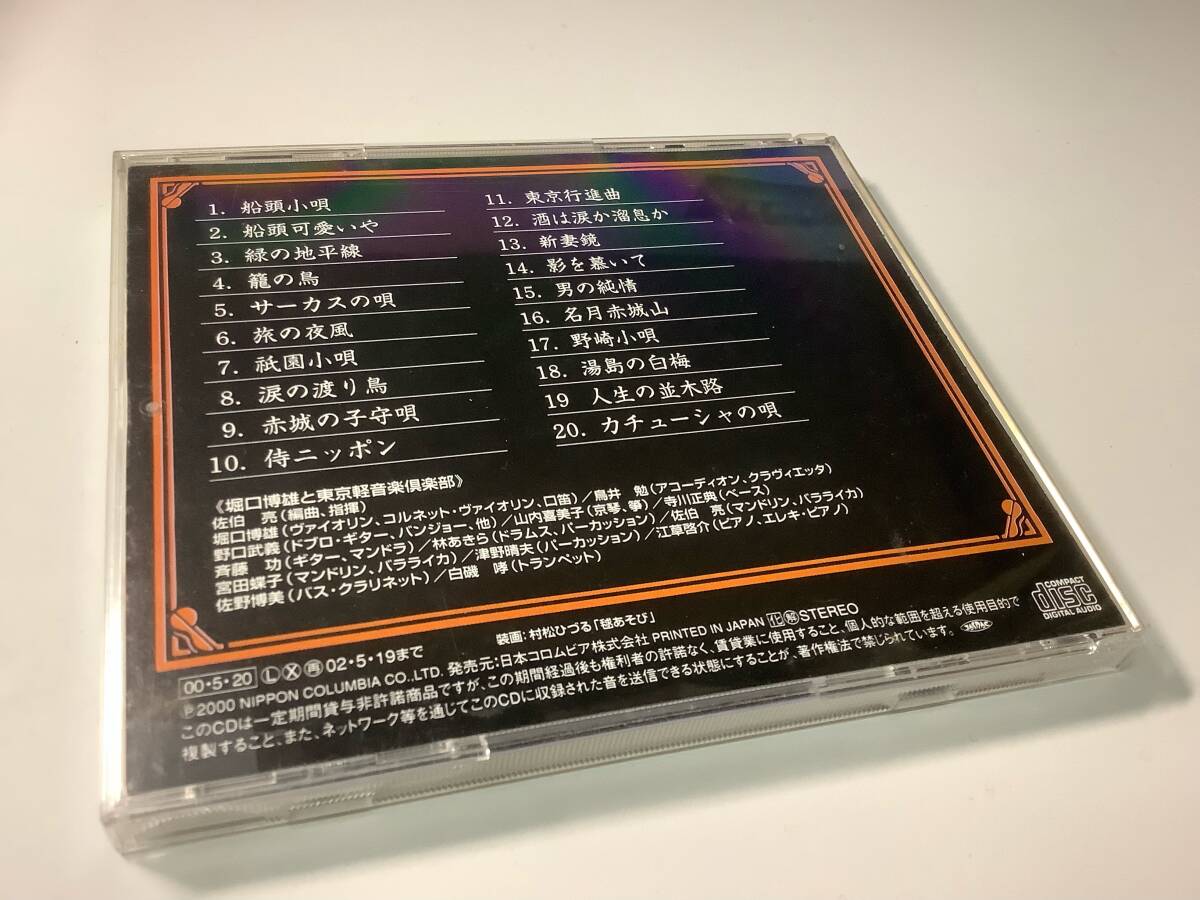 1. 船頭小唄
2. 船頭可愛いや
3. 緑の地平線
4. 籠の鳥
5. サーカスの唄
6. 旅の夜風
7. 祇園小唄
8. 涙の渡り鳥
9. 赤城の子守唄
10. 侍ニッポン
11. 東京行進曲
12. 酒は涙か溜息か
13. 新妻鏡
14. 影を慕いて
15. 男の純情
16. 名月赤城山
17. 野崎小唄
18. 湯島の白梅
19 人生の並木路
20. カチューシャの唄
《堀口博雄と東京軽音楽倶楽部》
佐伯 亮(編曲、指揮)
堀口博雄(ヴァイオリン、コルネット・ヴァイオリン、口笛)/鳥井 勉(アコーディオン、クラヴィエッタ)
野口武義(ドブロ・ギター、バンジョー、他)/山内喜美子(京琴、箏)/寺川正典(ベース)
斉藤 功(ギター、マンドラ)/林あきら(ドラムス、パーカッション)/佐伯 亮(マンドリン、バラライカ)
宮田蝶子(マンドリン、バラライカ)/津野晴夫(パーカッション)/江草啓介(ピアノ、エレキ・ピアノ)
佐野博美(バス・クラリネット)/白磯 哮(トランペット)
装画:村松ひづる「毬あそび」
00・5・20 Ⓛ Ⓧ ㊢02・5・19まで
℗2000 NIPPON COLUMBIA CO.,LTD. 発売元:日本コロムビア株式会社 PRINTED IN JAPAN 化 解 STEREO
このCDは一定期間貸与非許諾商品ですが、この期間経過後も権利者の許諾なく、賃貸業に使用すること、個人的な範囲を超える使用目的で
複製すること、また、ネットワーク等を通じてこのCDに収録された音を送信できる状態にすることが、著作権法で禁じられています。
JASRAC
COMPACT
disc
DIGITAL AUDIO